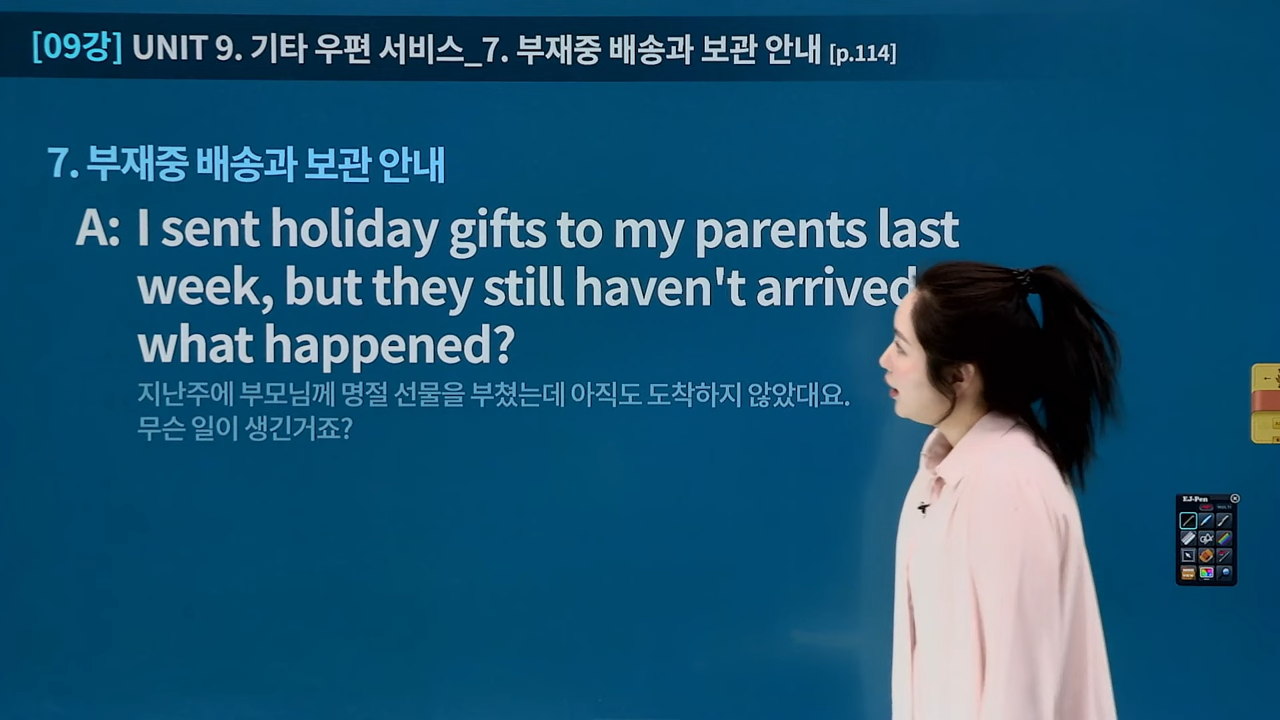 [09강] UNIT 9. 기타 우편 서비스_7. 부재중 배송과 보관 안내 [p.114]
7. 부재중 배송과 보관 안내
A: I sent holiday gifts to my parents last
week, but they still haven't arrived
what happened?
지난주에 부모님께 명절 선물을 부쳤는데 아직도 도착하지 않았대요.
무슨 일이 생긴거죠?
EJ-Pen